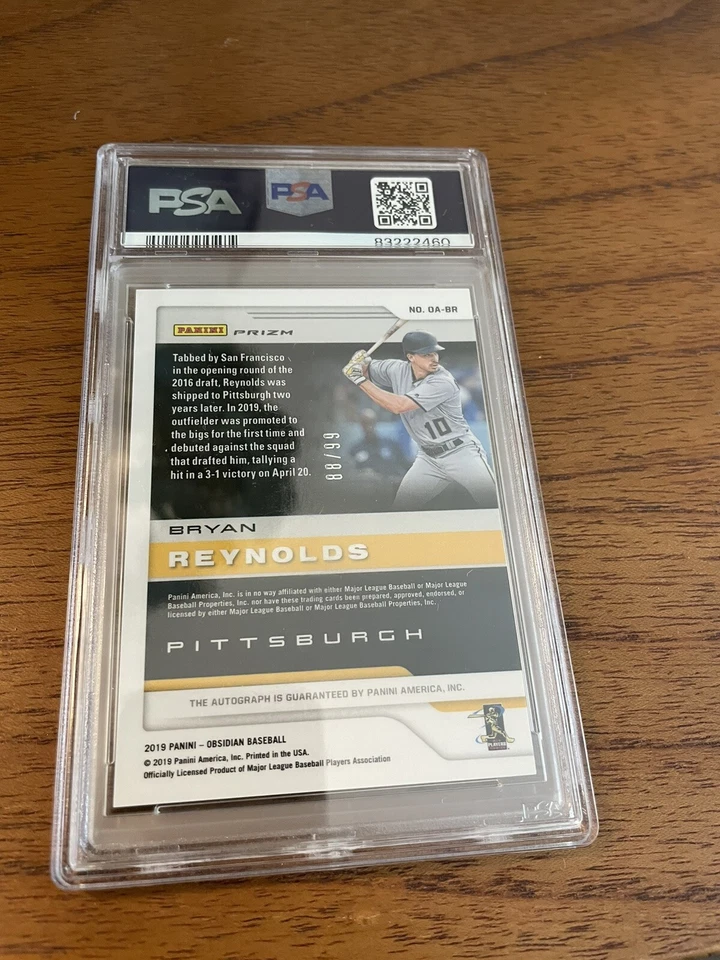 PSA PSA
83222460
NO. OA-BR
PANINI PRIZM
Tabbed by San Francisco
in the opening round of the
2016 draft, Reynolds was
shipped to Pittsburgh two
years later. In 2019, the
outfielder was promoted to
the bigs for the first time and
debuted against the squad
that drafted him, tallying a
hit in a 3-1 victory on April 20.
88/99
10
BRYAN
REYNOLDS
Panini America, Inc. is in no way affiliated with either Major League Baseball or Major League
Baseball Properties, Inc. nor have these trading cards been prepared, approved, endorsed, or
licensed by either Major League Baseball or Major League Baseball Properties, Inc.
PITTSBURGH
THE AUTOGRAPH IS GUARANTEED BY PANINI AMERICA, INC.
PLAYERS
2019 PANINI – OBSIDIAN BASEBALL
© 2019 Panini America, Inc. Printed in the USA.
Officially Licensed Product of Major League Baseball Players Association